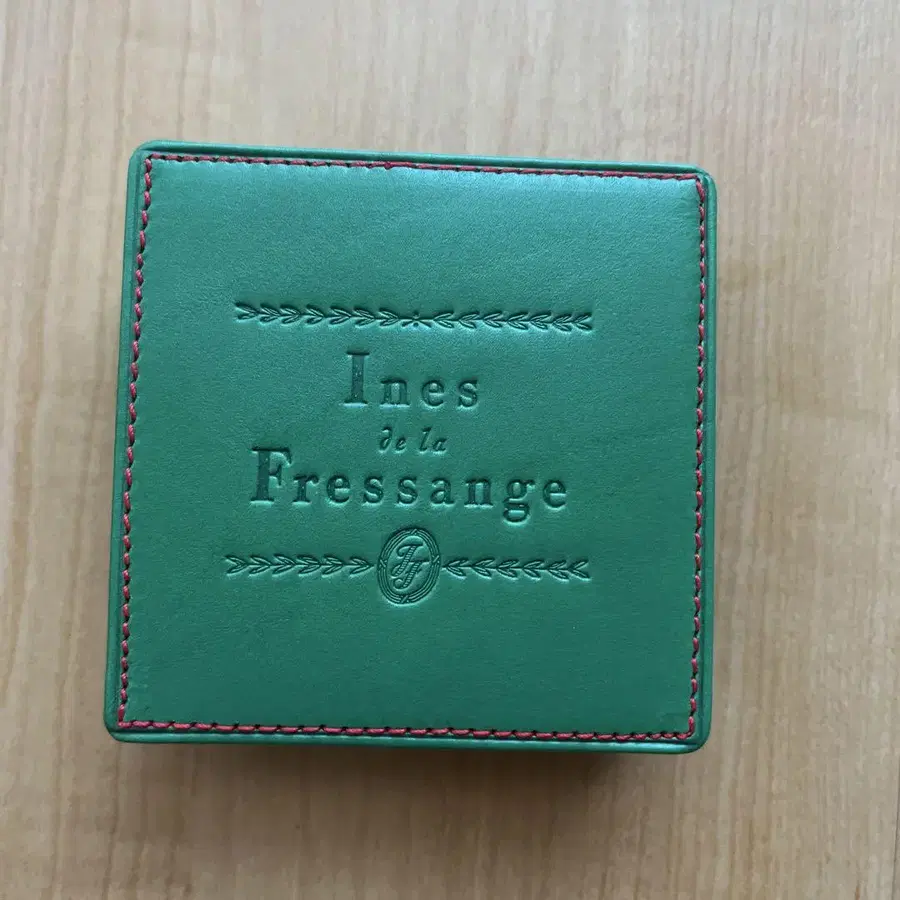 Ines
de la
Fressange